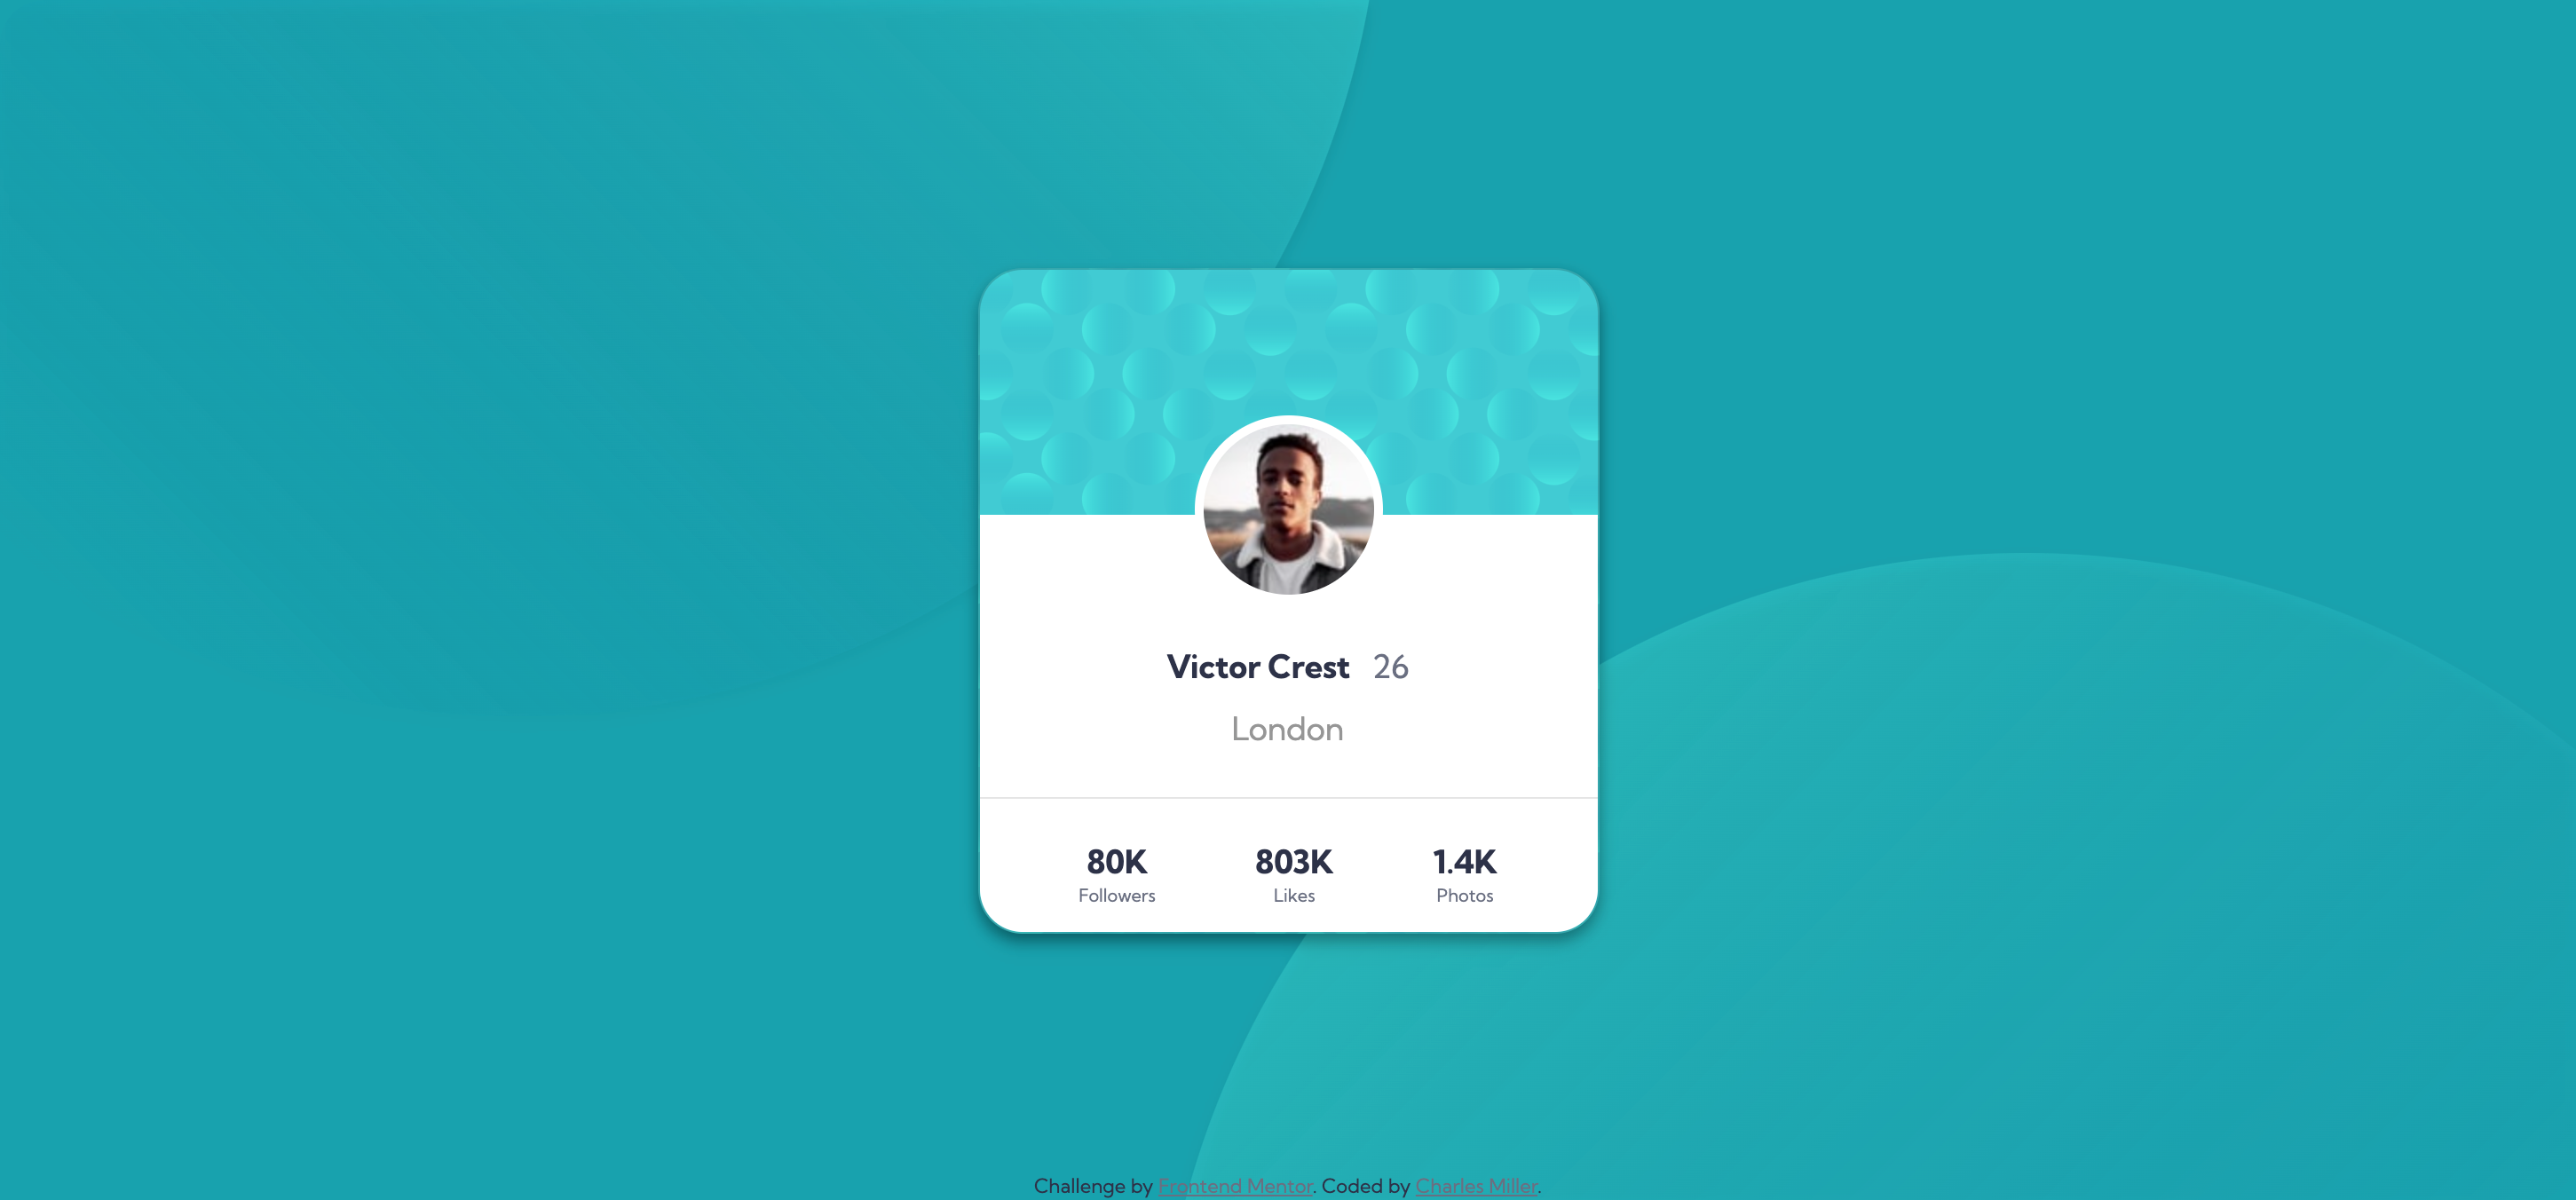 Victor Crest 26
London
80K 803K 1.4K
Followers Likes Photos
Challenge by Frontend Mentor. Coded by Charles Miller.